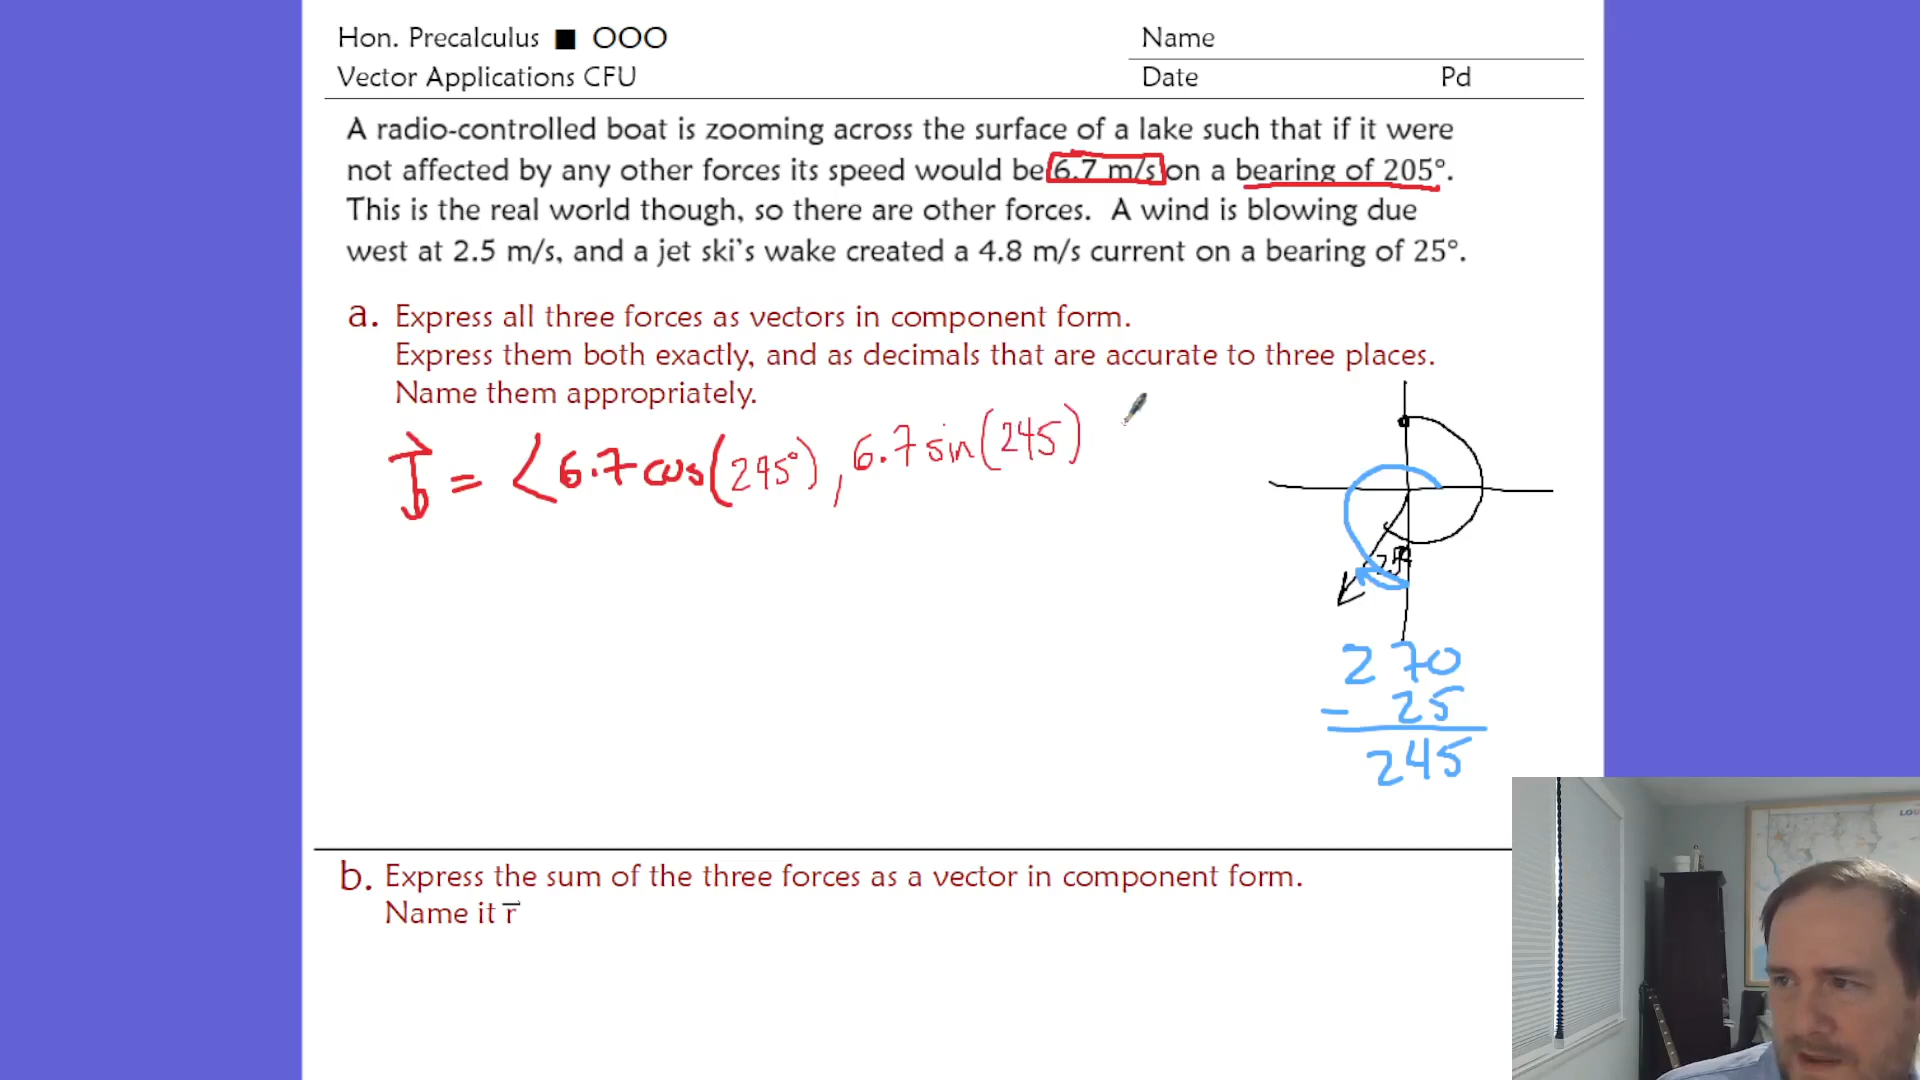 Hon. Precalculus ■ OOO
Name
Vector Applications CFU
Date Pd
A radio-controlled boat is zooming across the surface of a lake such that if it were
not affected by any other forces its speed would be 6.7 m/s on a bearing of 205°.
This is the real world though, so there are other forces. A wind is blowing due
west at 2.5 m/s, and a jet ski's wake created a 4.8 m/s current on a bearing of 25°.
a. Express all three forces as vectors in component form.
Express them both exactly, and as decimals that are accurate to three places.
Name them appropriately.
b⃗ = ⟨6.7 cos(245°), 6.7 sin(245)
270
- 25
245
b. Express the sum of the three forces as a vector in component form.
Name it r⃗